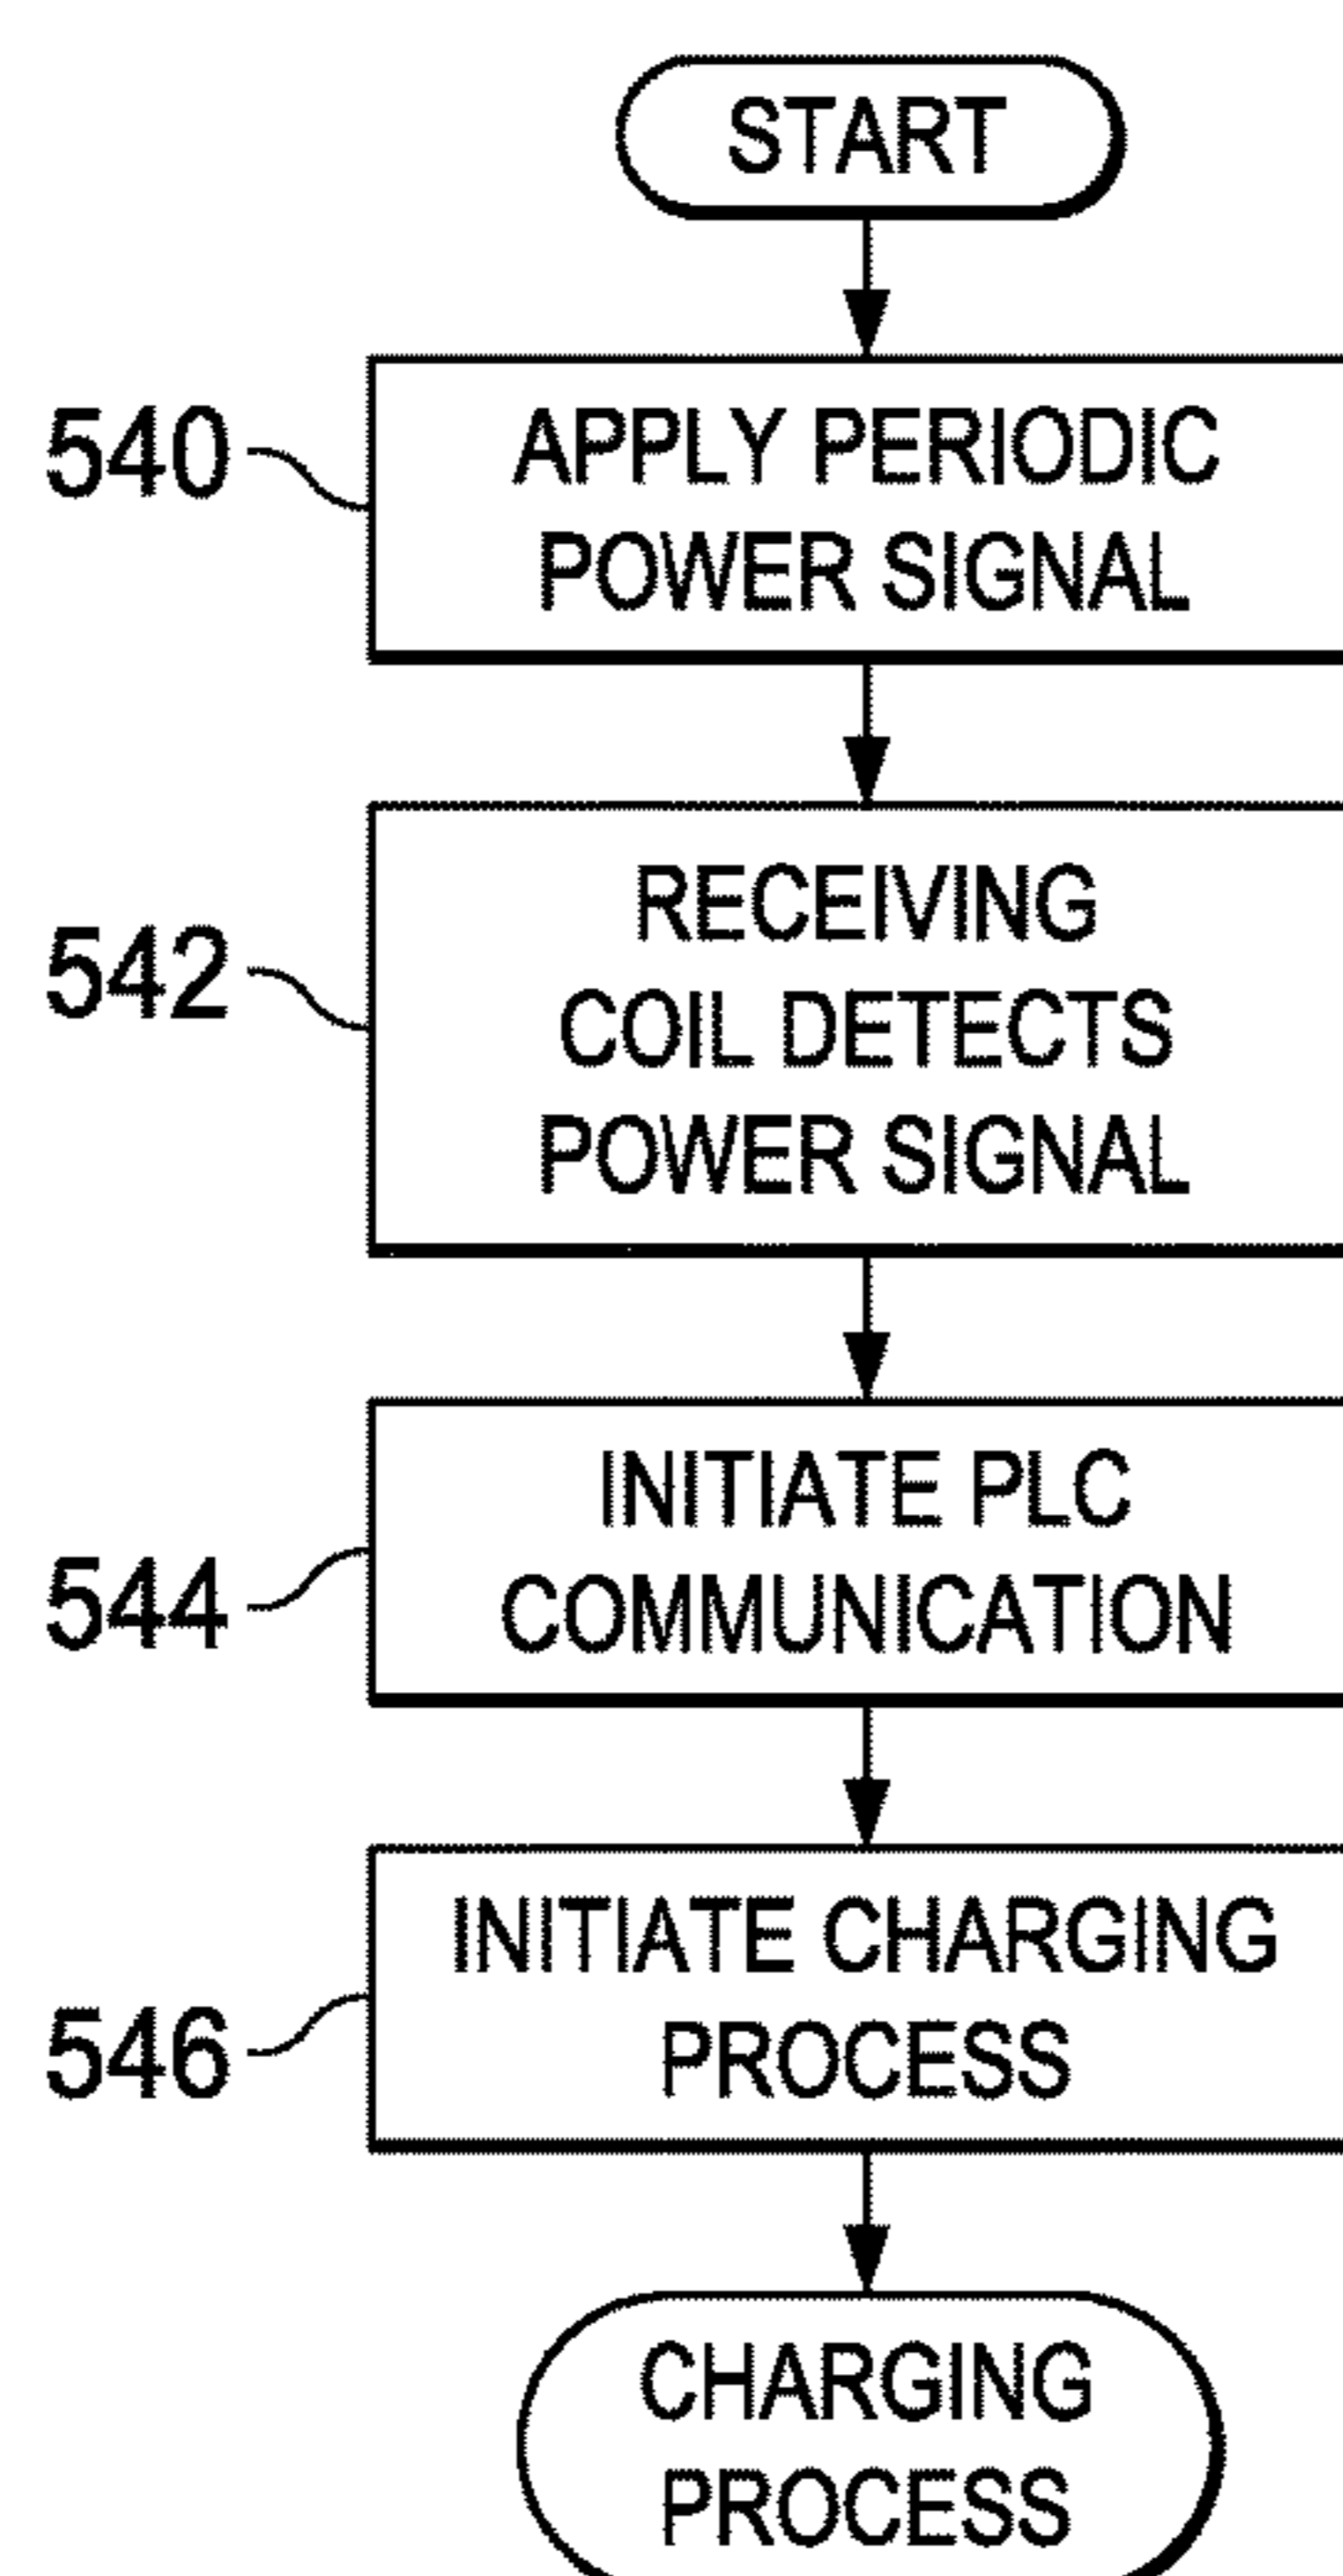 START
540
APPLY PERIODIC
POWER SIGNAL
542
RECEIVING
COIL DETECTS
POWER SIGNAL
544
INITIATE PLC
COMMUNICATION
546
INITIATE CHARGING
PROCESS
CHARGING
PROCESS